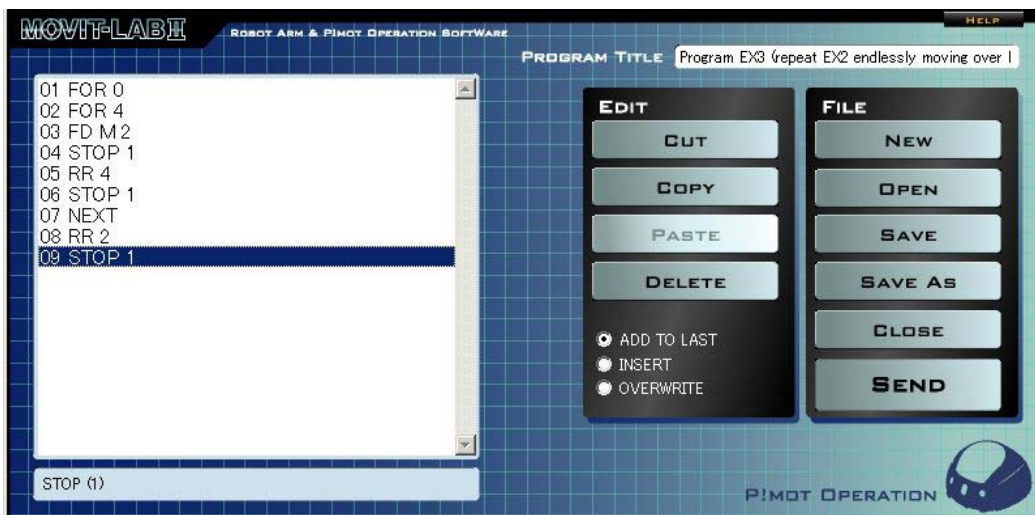 MOVIT-LAB II
ROBOT ARM & P!MOT OPERATION SOFTWARE
HELP
PROGRAM TITLE Program EX3 (repeat EX2 endlessly moving over l
01 FOR 0
02 FOR 4
03 FD M 2
04 STOP 1
05 RR 4
06 STOP 1
07 NEXT
08 RR 2
09 STOP 1
EDIT
CUT
COPY
PASTE
DELETE
ADD TO LAST
INSERT
OVERWRITE
FILE
NEW
OPEN
SAVE
SAVE AS
CLOSE
SEND
STOP (1)
P!MOT OPERATION